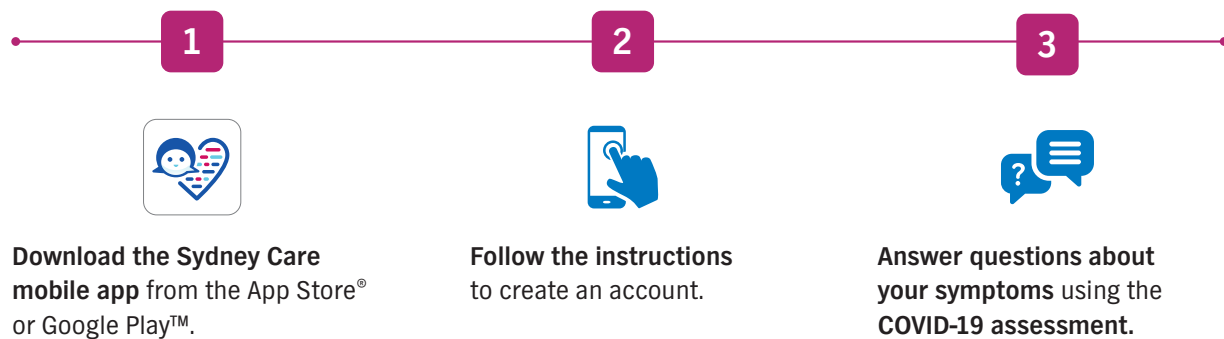 1
2
3
?
Download the Sydney Care
mobile app from the App Store®
or Google Play™.
Follow the instructions
to create an account.
Answer questions about
your symptoms using the
COVID-19 assessment.